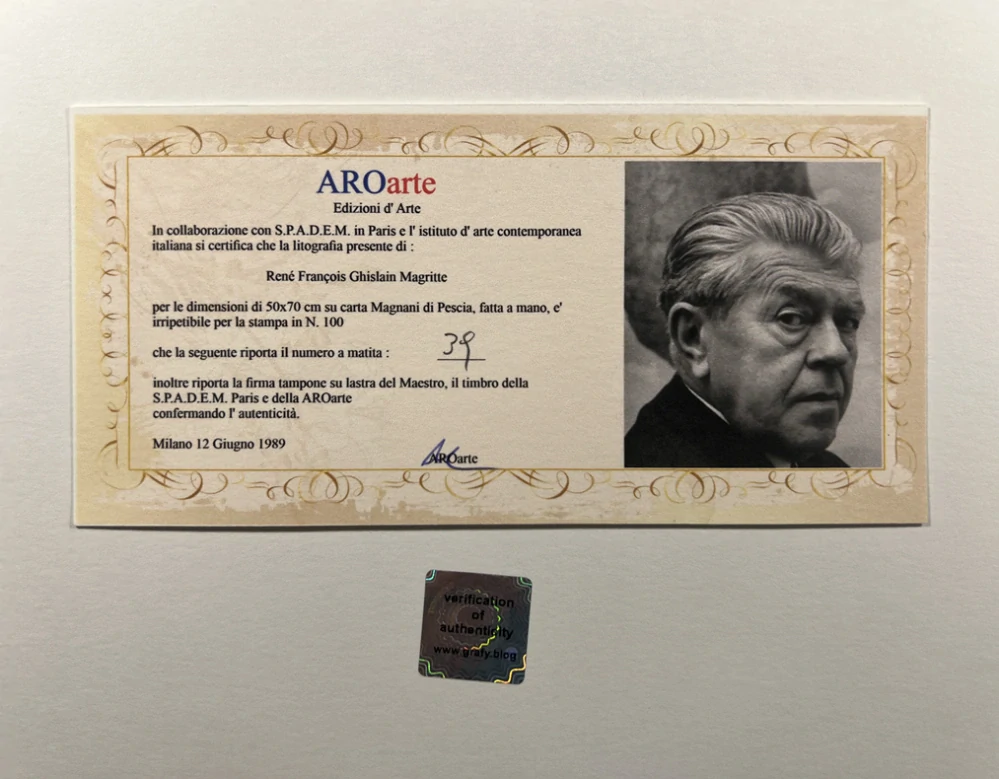 AROarte
Edizioni d' Arte
In collaborazione con S.P.A.D.E.M. in Paris e l' istituto d' arte contemporanea
italiana si certifica che la litografia presente di :
René François Ghislain Magritte
per le dimensioni di 50x70 cm su carta Magnani di Pescia, fatta a mano, e'
irripetibile per la stampa in N. 100
che la seguente riporta il numero a matita : 39
inoltre riporta la firma tampone su lastra del Maestro, il timbro della
S.P.A.D.E.M. Paris e della AROarte
confermando l' autenticità.
Milano 12 Giugno 1989
AROarte
verification
of
authenticity
www.grafy.blog